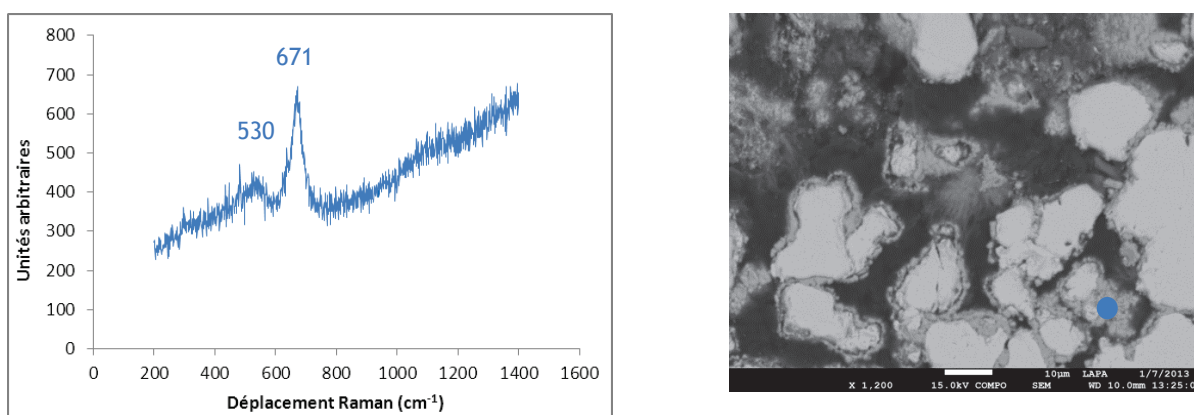 800
700
600
500
400
300
200
100
0
671
530
Unités arbitraires
0 200 400 600 800 1000 1200 1400 1600
Déplacement Raman (cm⁻¹)
10µm LAPA 1/7/2013
X 1,200 15.0kV COMPO SEM WD 10.0mm 13:25:0